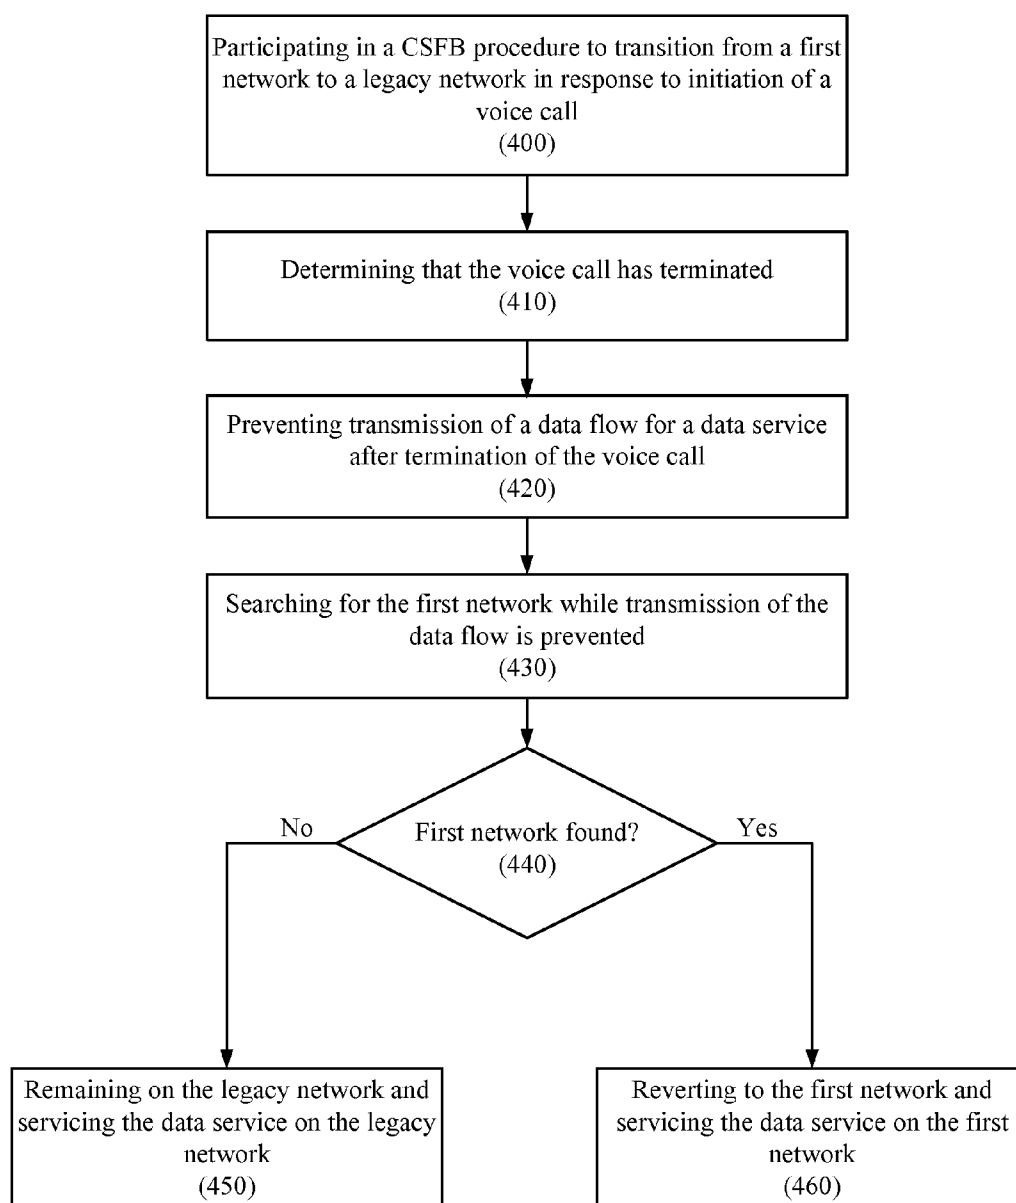 Participating in a CSFB procedure to transition from a first
network to a legacy network in response to initiation of a
voice call
(400)
Determining that the voice call has terminated
(410)
Preventing transmission of a data flow for a data service
after termination of the voice call
(420)
Searching for the first network while transmission of the
data flow is prevented
(430)
First network found?
(440)
No
Yes
Remaining on the legacy network and
servicing the data service on the legacy
network
(450)
Reverting to the first network and
servicing the data service on the first
network
(460)